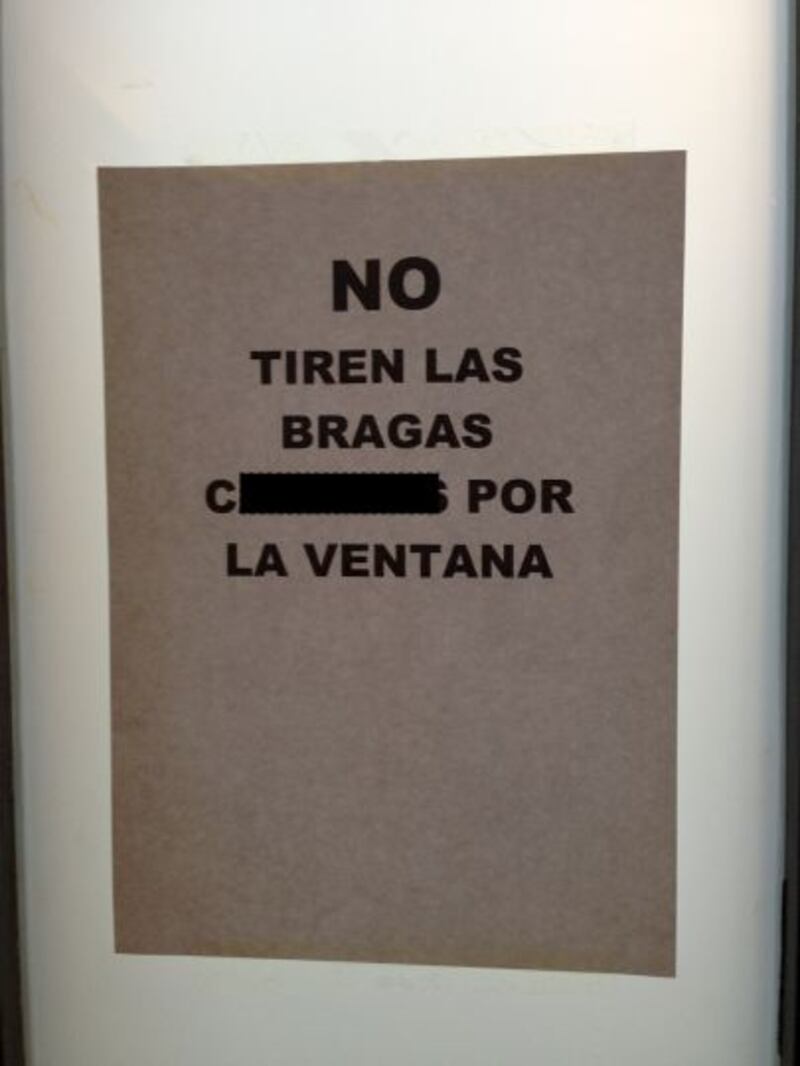 NO
TIREN LAS
BRAGAS
POR
LA VENTANA